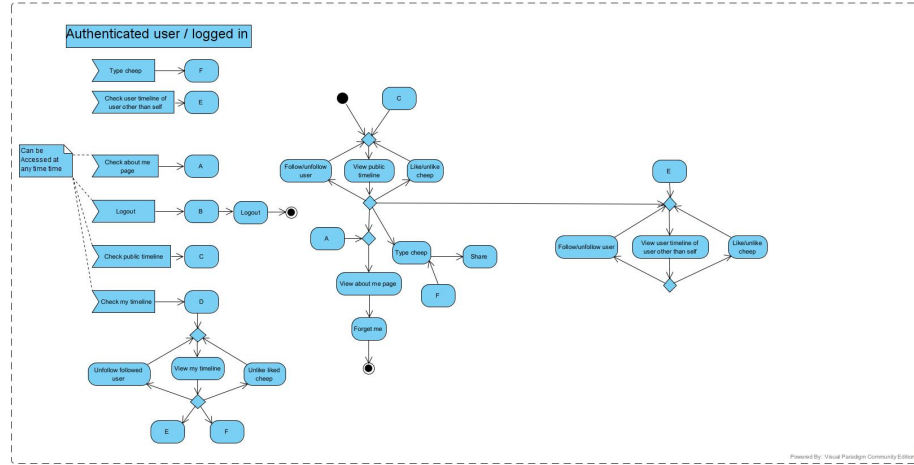 Authenticated user / logged in
Type cheep
F
Check user timeline of
user other than self
E
Can be
Accessed at
any time time
Check about me
page
A
Logout
B
Logout
Check public timeline
C
Check my timeline
D
Unfollow followed
user
View my timeline
Unlike liked
cheep
E
F
C
Follow/unfollow
user
View public
timeline
Like/unlike
cheep
A
Type cheep
Share
View about me page
F
Forget me
E
Follow/unfollow user
View user timeline of
user other than self
Like/unlike
cheep
Powered By: Visual Paradigm Community Edition